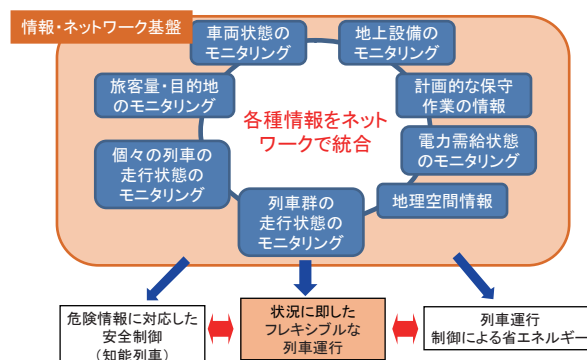 情報・ネットワーク基盤
車両状態の
モニタリング
地上設備の
モニタリング
旅客量・目的地
のモニタリング
計画的な保守
作業の情報
各種情報をネット
ワークで統合
個々の列車の
走行状態の
モニタリング
電力需給状態
のモニタリング
列車群の
走行状態の
モニタリング
地理空間情報
危険情報に対応した
安全制御
（知能列車）
状況に即した
フレキシブルな
列車運行
列車運行
制御による省エネルギー